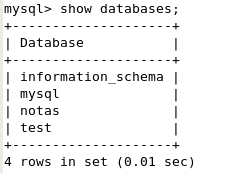 mysql> show databases;
+--------------------+
| Database           |
+--------------------+
| information_schema |
| mysql              |
| notas              |
| test               |
+--------------------+
4 rows in set (0.01 sec)